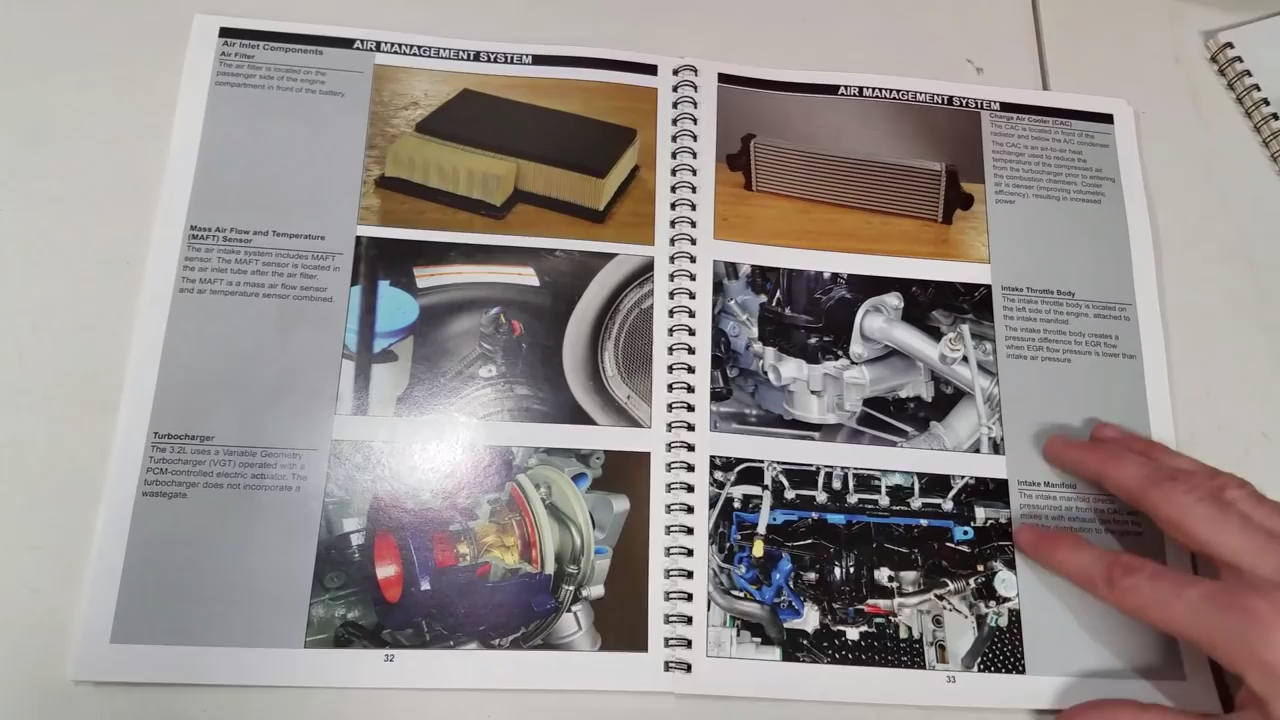 AIR MANAGEMENT SYSTEM
Air Inlet Components
Air Filter
The air filter is located on the
passenger side of the engine
compartment in front of the battery.
Mass Air Flow and Temperature
(MAFT) Sensor
The air intake system includes MAFT
sensor. The MAFT sensor is located in
the air inlet tube after the air filter.
The MAFT is a mass air flow sensor
and air temperature sensor combined.
Turbocharger
The 3.2L uses a Variable Geometry
Turbocharger (VGT) operated with a
PCM-controlled electric actuator. The
turbocharger does not incorporate a
wastegate.
32
AIR MANAGEMENT SYSTEM
Charge Air Cooler (CAC)
The CAC is located in front of the
radiator and below the A/C condenser.
The CAC is an air-to-air heat
exchanger used to reduce the
temperature of the compressed air
from the turbocharger prior to entering
the combustion chambers. Cooler
air is denser (improving volumetric
efficiency), resulting in increased
power
Intake Throttle Body
The intake throttle body is located on
the left side of the engine, attached to
the intake manifold.
The intake throttle body creates a
pressure difference for EGR flow
when EGR flow pressure is lower than
intake air pressure
Intake Manifold
The intake manifold directs
pressurized air from the CAC and
mixes it with exhaust gas from the
for distribution to the
33